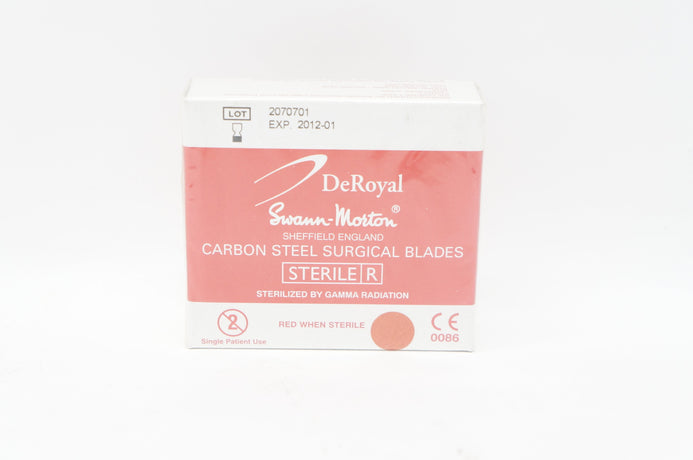 LOT
2070701
EXP. 2012-01
DeRoyal
Swann-Morton®
SHEFFIELD ENGLAND
CARBON STEEL SURGICAL BLADES
STERILE R
STERILIZED BY GAMMA RADIATION
2
Single Patient Use
RED WHEN STERILE
CE
0086